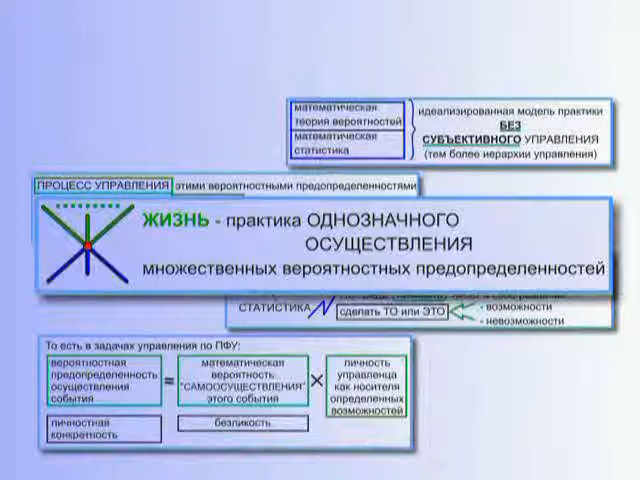 математическая
теория вероятностей
математическая
статистика
идеализированная модель практики
БЕЗ
СУБЪЕКТИВНОГО УПРАВЛЕНИЯ
(тем более иерархии управления)
ПРОЦЕСС УПРАВЛЕНИЯ этими вероятностными предопределенностями
ЖИЗНЬ - практика ОДНОЗНАЧНОГО
ОСУЩЕСТВЛЕНИЯ
множественных вероятностных предопределенностей
СТАТИСТИКА
сделать ТО или ЭТО
- возможности
- невозможности
То есть в задачах управления по ПФУ:
вероятностная
предопределенность
осуществления
события
=
математическая
вероятность
"САМООСУЩЕСТВЛЕНИЯ"
этого события
×
личность
управленца
как носителя
определенных
возможностей
личностная
конкретность
безликость